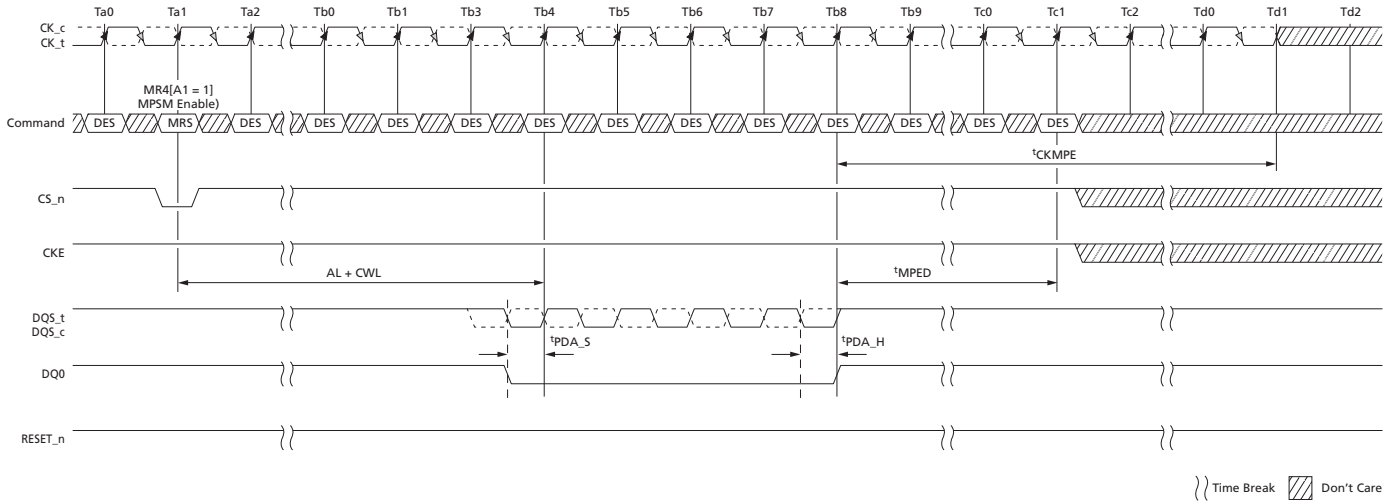 Ta0 Ta1 Ta2 Tb0 Tb1 Tb3 Tb4 Tb5 Tb6 Tb7 Tb8 Tb9 Tc0 Tc1 Tc2 Td0 Td1 Td2
CK_c
CK_t
MR4[A1 = 1]
MPSM Enable)
Command DES MRS DES DES DES DES DES DES DES DES DES DES DES DES
tCKMPE
CS_n
CKE
AL + CWL tMPED
DQS_t
DQS_c
tPDA_S tPDA_H
DQ0
RESET_n
Time Break Don't Care